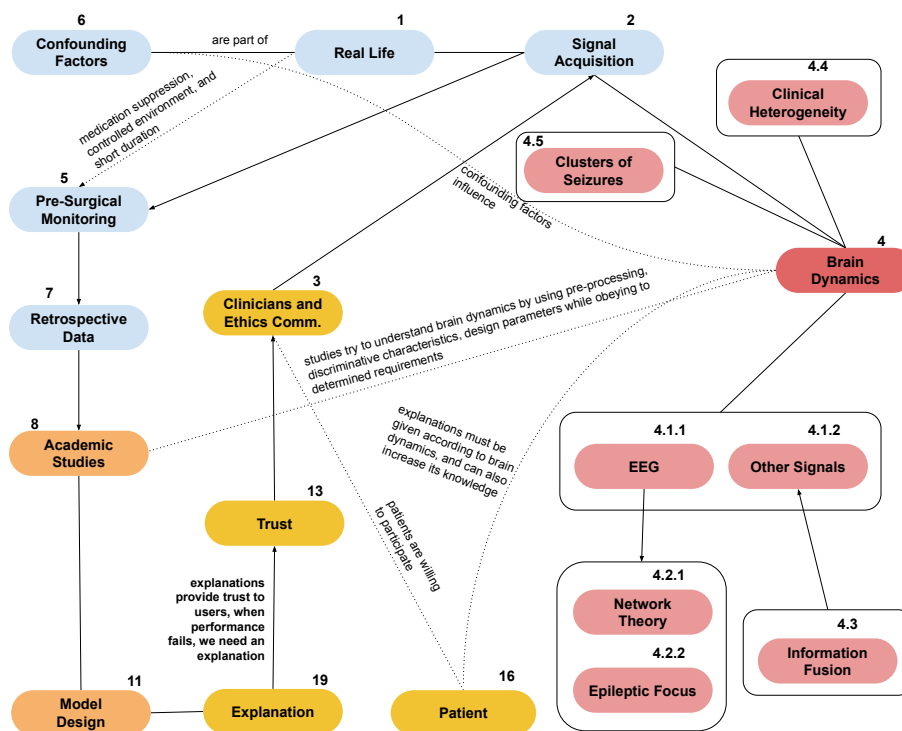 6
Confounding
Factors
are part of
1
Real Life
2
Signal
Acquisition
4.4
Clinical
Heterogeneity
medication suppression,
controlled environment, and
short duration
4.5
Clusters of
Seizures
confounding factors
influence
5
Pre-Surgical
Monitoring
4
Brain
Dynamics
3
Clinicians and
Ethics Comm.
7
Retrospective
Data
studies try to understand brain dynamics by using pre-processing,
discriminative characteristics, design parameters while obeying to
determined requirements
8
Academic
Studies
explanations must be
given according to brain
dynamics, and can also
increase its knowledge
4.1.1
EEG
4.1.2
Other Signals
13
Trust
patients are willing
to participate
explanations
provide trust to
users, when
performance
fails, we need an
explanation
4.2.1
Network
Theory
4.2.2
Epileptic Focus
4.3
Information
Fusion
11
Model
Design
19
Explanation
16
Patient